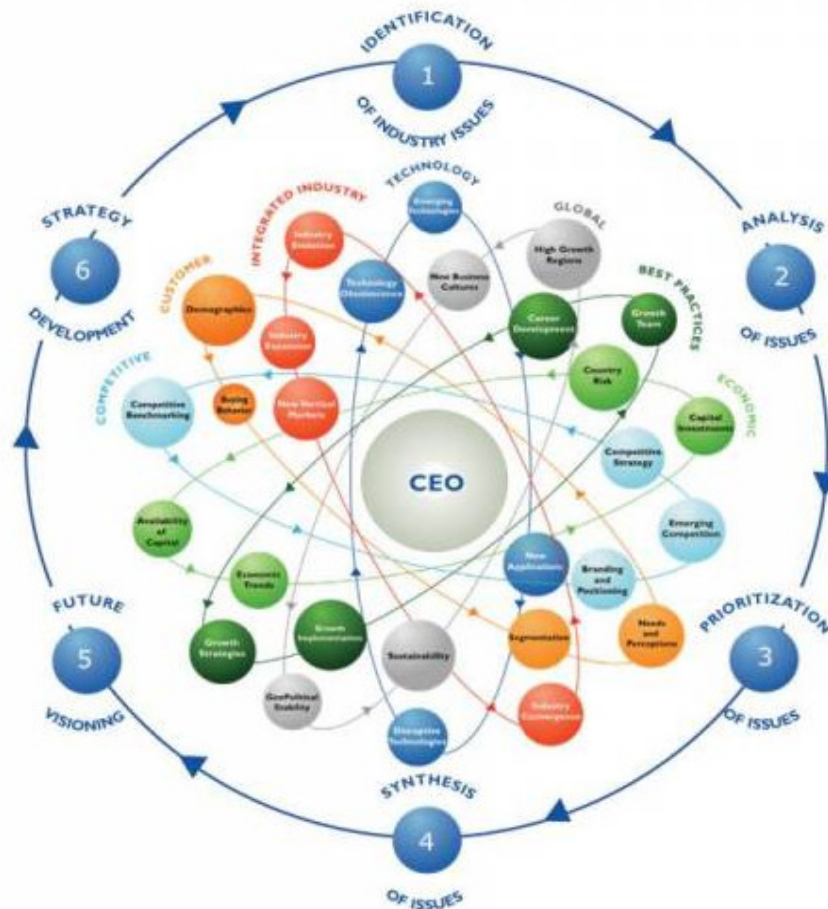 IDENTIFICATION
1
OF INDUSTRY ISSUES
ANALYSIS
2
OF ISSUES
PRIORITIZATION
3
OF ISSUES
SYNTHESIS
4
OF ISSUES
FUTURE
5
VISIONING
STRATEGY
6
DEVELOPMENT
TECHNOLOGY
Emerging
Technologies
Technology
Obsolescence
New
Applications
Disruptive
Technologies
INTEGRATED INDUSTRY
Industry
Evolution
Industry
Expansion
New Vertical
Markets
Industry
Convergence
CUSTOMER
Demographics
Buying
Behavior
Segmentation
Needs
and
Perceptions
COMPETITIVE
Competitive
Benchmarking
Competitive
Strategy
Emerging
Competition
Branding
and
Positioning
GLOBAL
High Growth
Regions
New Business
Cultures
Sustainability
GeoPolitical
Stability
BEST PRACTICES
Career
Development
Growth
Team
Growth
Strategies
Growth
Implementation
ECONOMIC
Country
Risk
Capital
Investments
Availability
of
Capital
Economic
Trends
CEO